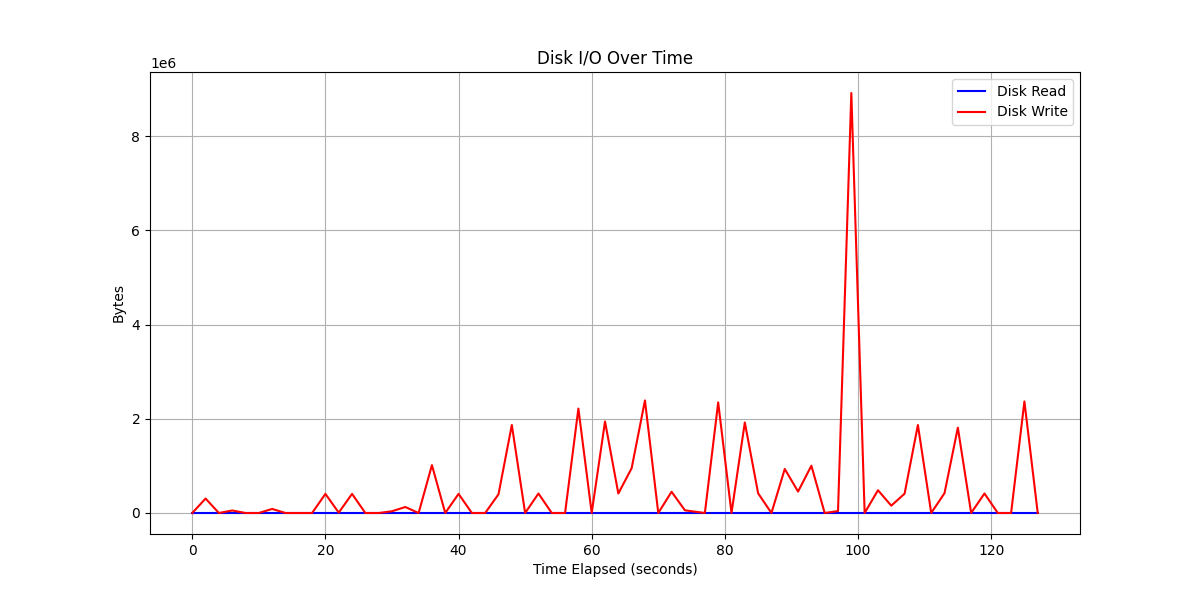 Disk I/O Over Time
1e6
Disk Read
Disk Write
8
6
4
2
0
Bytes
0 20 40 60 80 100 120
Time Elapsed (seconds)